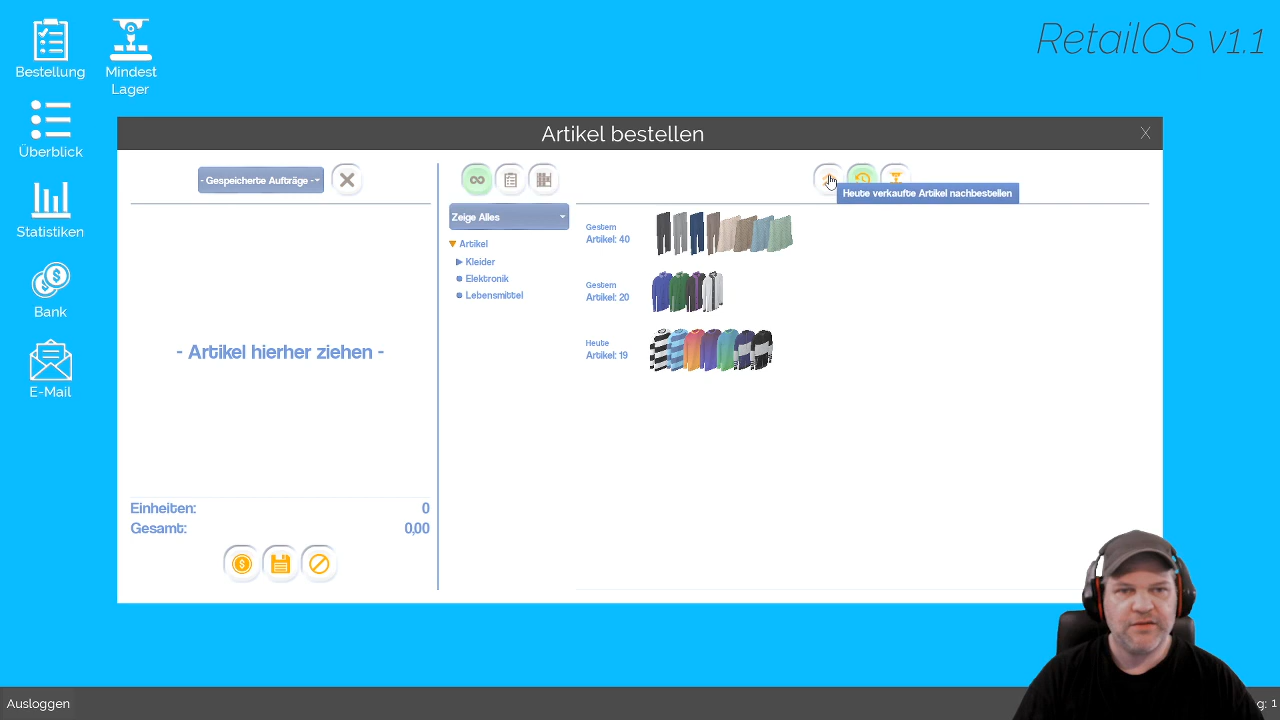 Bestellung
Mindest
Lager
RetailOS v1.1
Überblick
Statistiken
Bank
E-Mail
Artikel bestellen
X
- Gespeicherte Aufträge -
Zeige Alles
Artikel
Kleider
Elektronik
Lebensmittel
Heute verkaufte Artikel nachbestellen
Gestern
Artikel: 40
Gestern
Artikel: 20
Heute
Artikel: 19
- Artikel hierher ziehen -
Einheiten: 0
Gesamt: 0,00
Ausloggen
g: 1